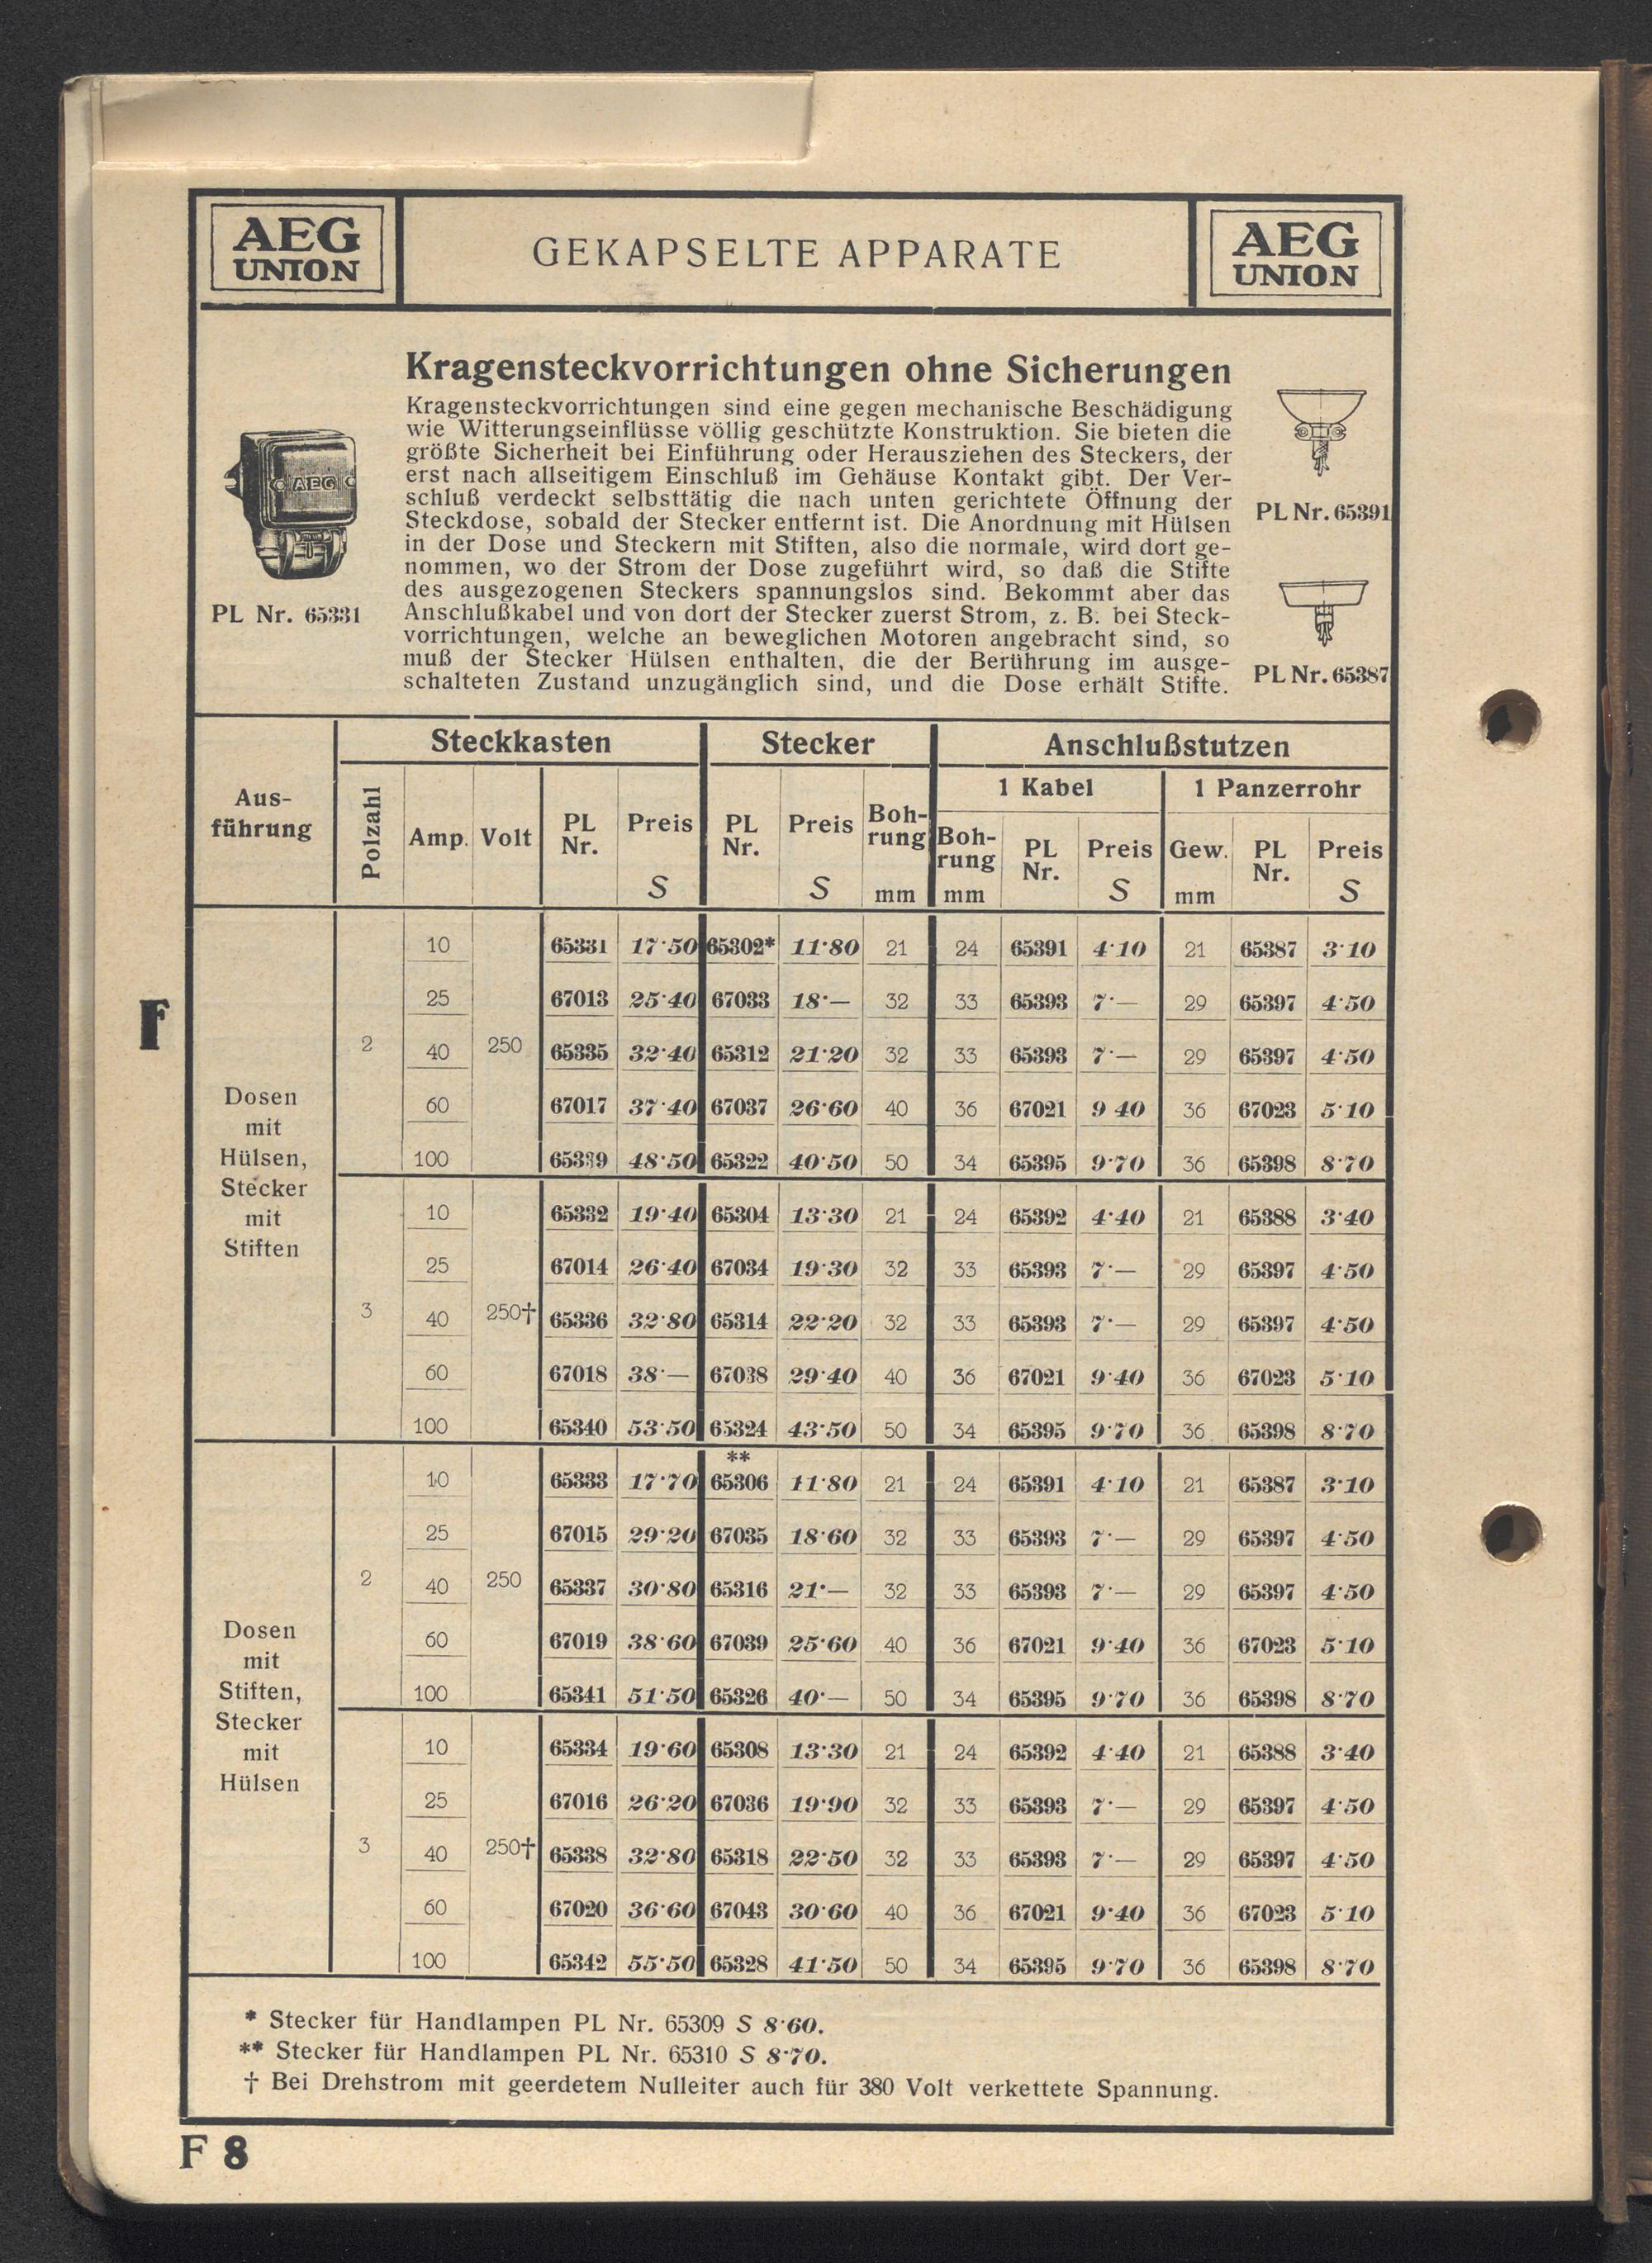 AEG
UNION
GEKAPSELTE APPARATE
AEG
UNION
Kragensteckvorrichtungen ohne Sicherungen
Kragensteckvorrichtungen sind eine gegen mechanische Beschädigung
wie Witterungseinflüsse völlig geschützte Konstruktion. Sie bieten die
größte Sicherheit bei Einführung oder Herausziehen des Steckers, der
erst nach allseitigem Einschluß im Gehäuse Kontakt gibt. Der Ver-
schluß verdeckt selbsttätig die nach unten gerichtete Öffnung der
Steckdose, sobald der Stecker entfernt ist. Die Anordnung mit Hülsen
in der Dose und Steckern mit Stiften, also die normale, wird dort ge-
nommen, wo der Strom der Dose zugeführt wird, so daß die Stifte
des ausgezogenen Steckers spannungslos sind. Bekommt aber das
Anschlußkabel und von dort der Stecker zuerst Strom, z. B. bei Steck-
vorrichtungen, welche an beweglichen Motoren angebracht sind, so
muß der Stecker Hülsen enthalten, die der Berührung im ausge-
schalteten Zustand unzugänglich sind, und die Dose erhält Stifte.
AEG
PL Nr. 65331
PL Nr. 65391
PL Nr. 65387
Aus-
führung
Steckkasten
Stecker
Anschlußstutzen
1 Kabel
1 Panzerrohr
Polzahl
Amp.
Volt
PL
Nr.
Preis
S
PL
Nr.
Preis
S
Boh-
rung
mm
Boh-
rung
mm
PL
Nr.
Preis
S
Gew.
mm
PL
Nr.
Preis
S
F
Dosen
mit
Hülsen,
Stecker
mit
Stiften
2
250
10 65331 17·50 65302* 11·80 21 24 65391 4·10 21 65387 3·10
25 67013 25·40 67033 18·— 32 33 65393 7·— 29 65397 4·50
40 65335 32·40 65312 21·20 32 33 65393 7·— 29 65397 4·50
60 67017 37·40 67037 26·60 40 36 67021 9 40 36 67023 5·10
100 65339 48·50 65322 40·50 50 34 65395 9·70 36 65398 8·70
3
250†
10 65332 19·40 65304 13·30 21 24 65392 4·40 21 65388 3·40
25 67014 26·40 67034 19·30 32 33 65393 7·— 29 65397 4·50
40 65336 32·80 65314 22·20 32 33 65393 7·— 29 65397 4·50
60 67018 38·— 67038 29·40 40 36 67021 9·40 36 67023 5·10
100 65340 53·50 65324 43·50 50 34 65395 9·70 36 65398 8·70
Dosen
mit
Stiften,
Stecker
mit
Hülsen
2
250
**
10 65333 17·70 65306 11·80 21 24 65391 4·10 21 65387 3·10
25 67015 29·20 67035 18·60 32 33 65393 7·— 29 65397 4·50
40 65337 30·80 65316 21·— 32 33 65393 7·— 29 65397 4·50
60 67019 38·60 67039 25·60 40 36 67021 9·40 36 67023 5·10
100 65341 51·50 65326 40·— 50 34 65395 9·70 36 65398 8·70
3
250†
10 65334 19·60 65308 13·30 21 24 65392 4·40 21 65388 3·40
25 67016 26·20 67036 19·90 32 33 65393 7·— 29 65397 4·50
40 65338 32·80 65318 22·50 32 33 65393 7·— 29 65397 4·50
60 67020 36·60 67043 30·60 40 36 67021 9·40 36 67023 5·10
100 65342 55·50 65328 41·50 50 34 65395 9·70 36 65398 8·70
* Stecker für Handlampen PL Nr. 65309 S 8·60.
** Stecker für Handlampen PL Nr. 65310 S 8·70.
† Bei Drehstrom mit geerdetem Nulleiter auch für 380 Volt verkettete Spannung.
F 8